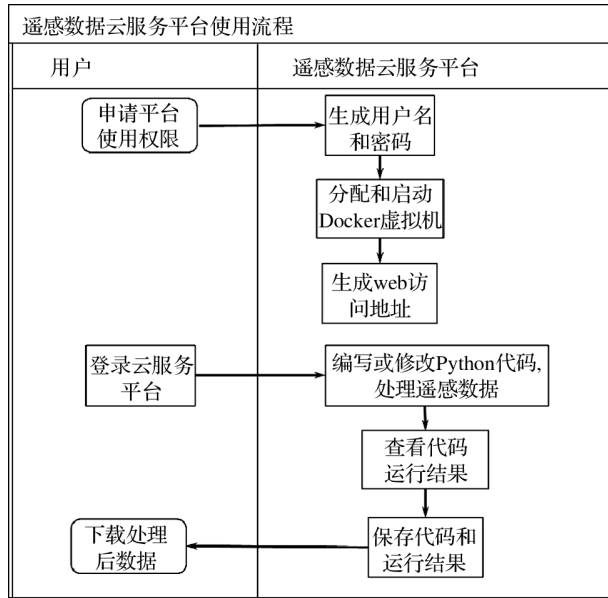 遥感数据云服务平台使用流程
用户
遥感数据云服务平台
申请平台
使用权限
生成用户名
和密码
分配和启动
Docker虚拟机
生成web访
问地址
登录云服务
平台
编写或修改Python代码,
处理遥感数据
查看代码
运行结果
下载处理
后数据
保存代码和
运行结果